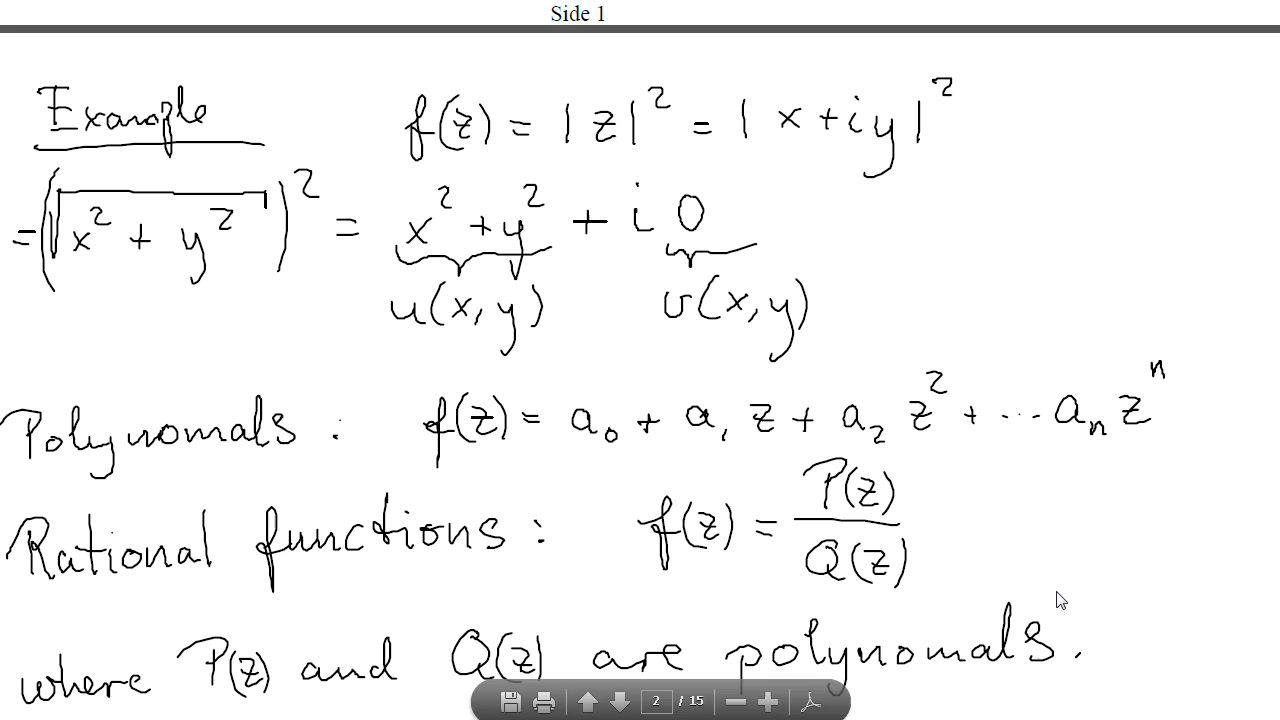 Side 1
Example f(z) = |z|² = |x + iy|²
= (√(x² + y²))² = x² + y² + i 0
u(x, y) v(x, y)
Polynomals : f(z) = a₀ + a₁ z + a₂ z² + ... aₙ zⁿ
Rational functions : f(z) = P(z) / Q(z)
where P(z) and Q(z) are polynomals.
2 / 15